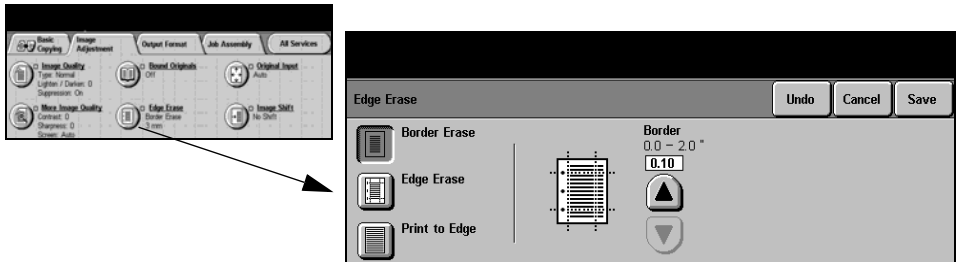 Basic Copying
Image Adjustment
Output Format
Job Assembly
All Services
Image Quality
Type: Normal
Lighten / Darken: 0
Suppression: On
Bound Originals
Off
Original Input
Auto
More Image Quality
Contrast: 0
Sharpness: 0
Screen: Auto
Edge Erase
Border Erase
3 mm
Image Shift
No Shift
Edge Erase
Undo
Cancel
Save
Border Erase
Edge Erase
Print to Edge
Border
0.0 – 2.0 "
0.10